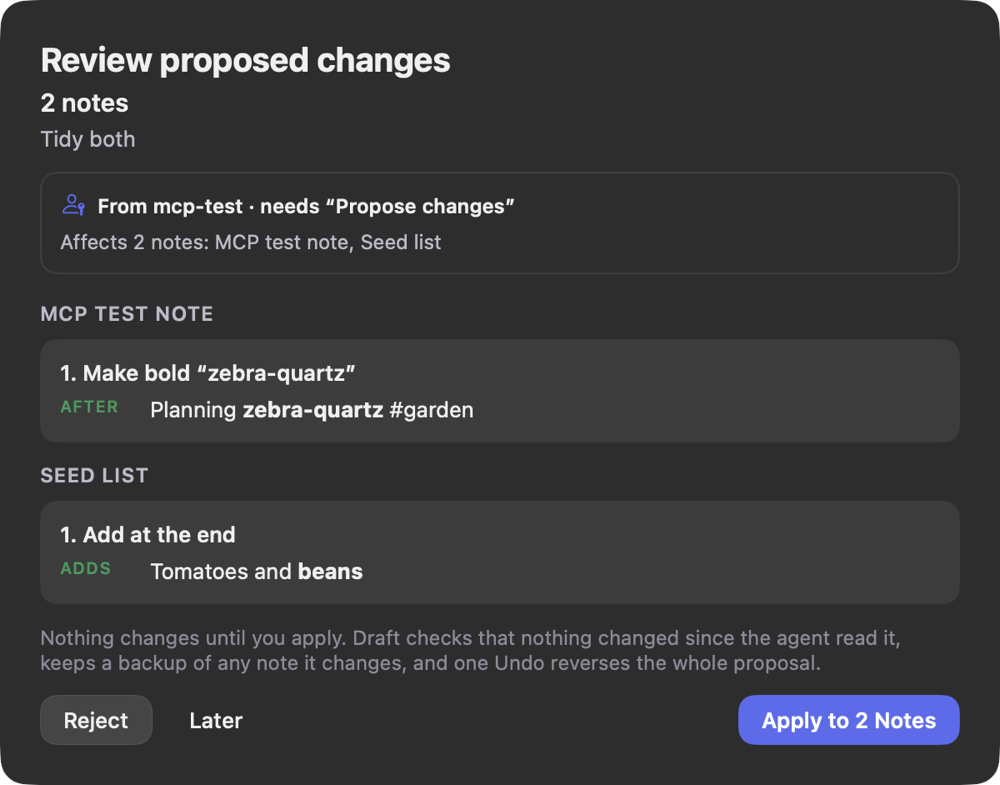 Review proposed changes
2 notes
Tidy both
From mcp-test · needs “Propose changes”
Affects 2 notes: MCP test note, Seed list
MCP TEST NOTE
1. Make bold “zebra-quartz”
AFTER Planning zebra-quartz #garden
SEED LIST
1. Add at the end
ADDS Tomatoes and beans
Nothing changes until you apply. Draft checks that nothing changed since the agent read it,
keeps a backup of any note it changes, and one Undo reverses the whole proposal.
Reject Later Apply to 2 Notes